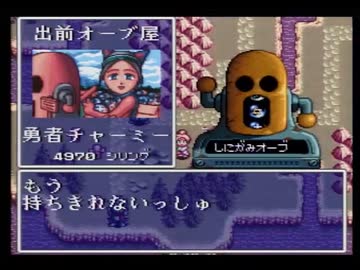 出前オーブ屋
勇者チャーミー
4970 シリング
しにがみオーブ
もう
持ちきれないっしゅ